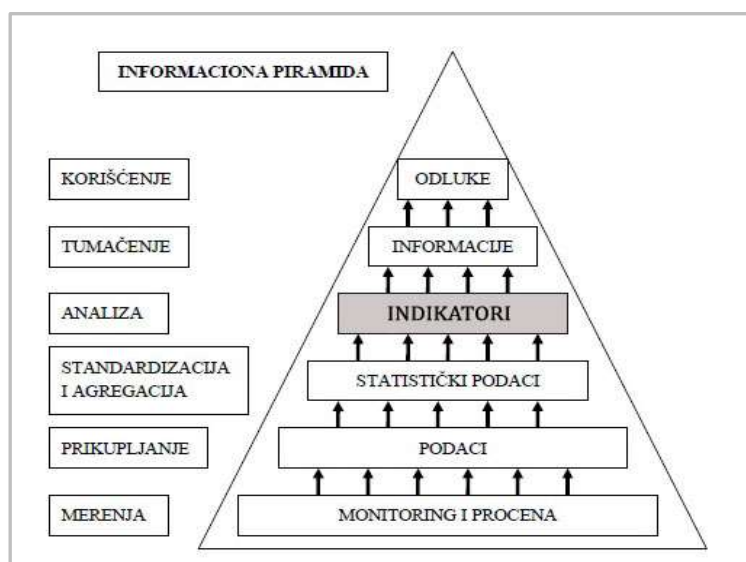 INFORMACIONA PIRAMIDA
KORIŠĆENJE
ODLUKE
TUMAČENJE
INFORMACIJE
ANALIZA
INDIKATORI
STANDARDIZACIJA
I AGREGACIJA
STATISTIČKI PODACI
PRIKUPLJANJE
PODACI
MERENJA
MONITORING I PROCENA